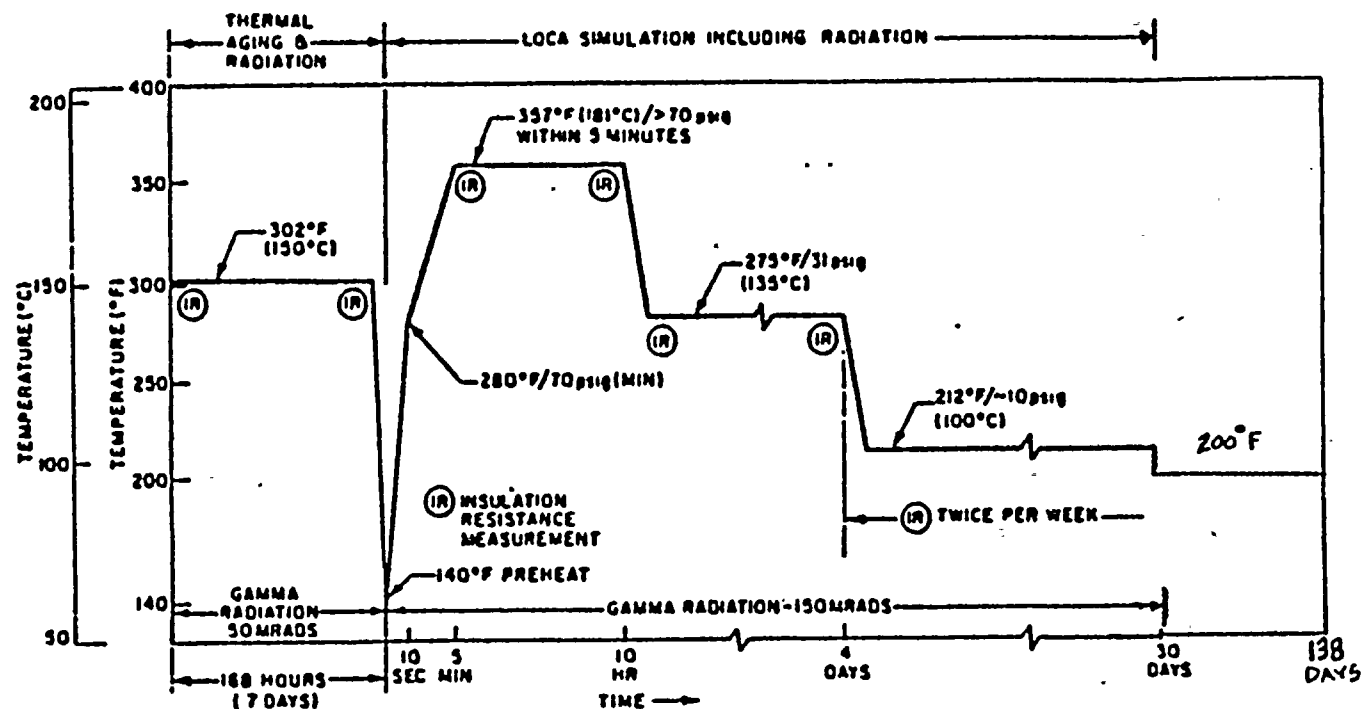 THERMAL
AGING &
RADIATION
LOCA SIMULATION INCLUDING RADIATION
200
150
100
50
TEMPERATURE (°C)
400
350
300
250
200
140
TEMPERATURE (°F)
357°F (181°C)/>70 psig
WITHIN 5 MINUTES
IR
IR
302°F
(150°C)
IR
IR
275°F/31 psig
(135°C)
IR
IR
280°F/70 psig (MIN)
212°F/~10 psig
(100°C)
200°F
IR INSULATION
RESISTANCE
MEASUREMENT
IR TWICE PER WEEK
140°F PREHEAT
GAMMA
RADIATION
50 MRADS
GAMMA RADIATION-150 MRADS
10
SEC
5
MIN
10
HR
4
DAYS
30
DAYS
138
DAYS
168 HOURS
(7 DAYS)
TIME